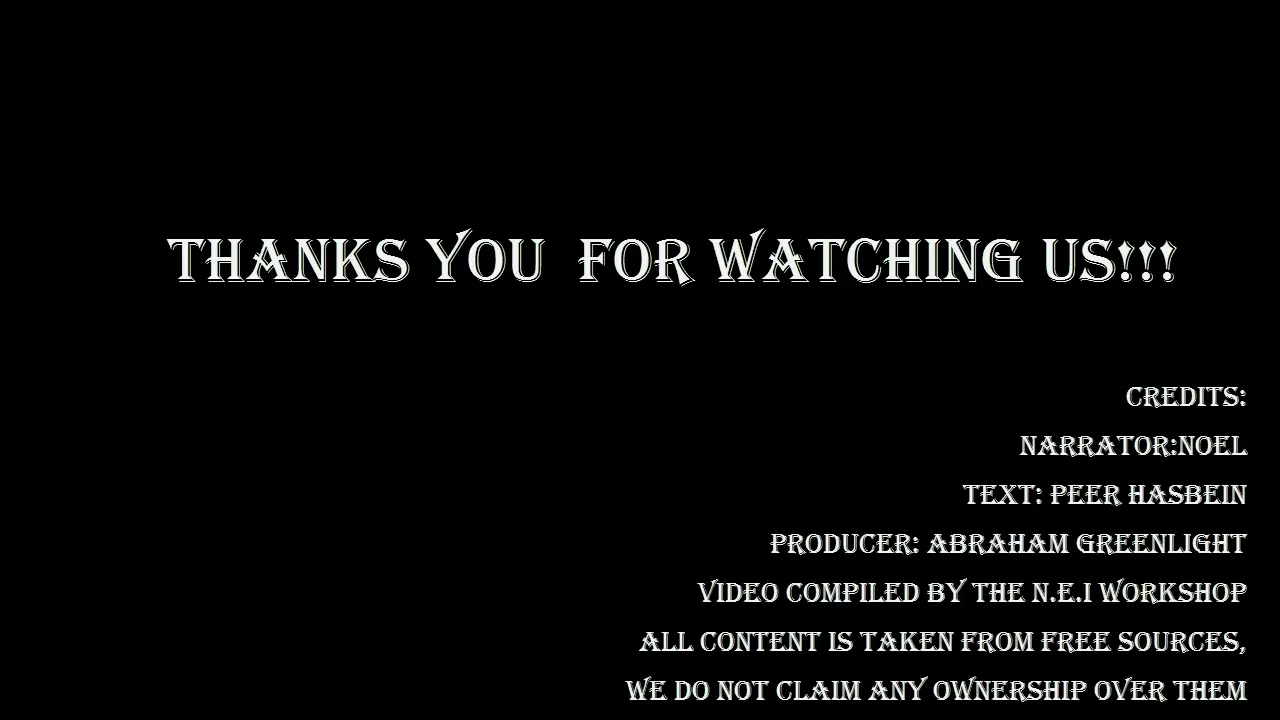 THANKS YOU  FOR WATCHING US!!!
CREDITS:
NARRATOR:NOEL
TEXT: PEER HASBEIN
PRODUCER: ABRAHAM GREENLIGHT
VIDEO COMPILED BY THE N.E.I WORKSHOP
ALL CONTENT IS TAKEN FROM FREE SOURCES,
WE DO NOT CLAIM ANY OWNERSHIP OVER THEM